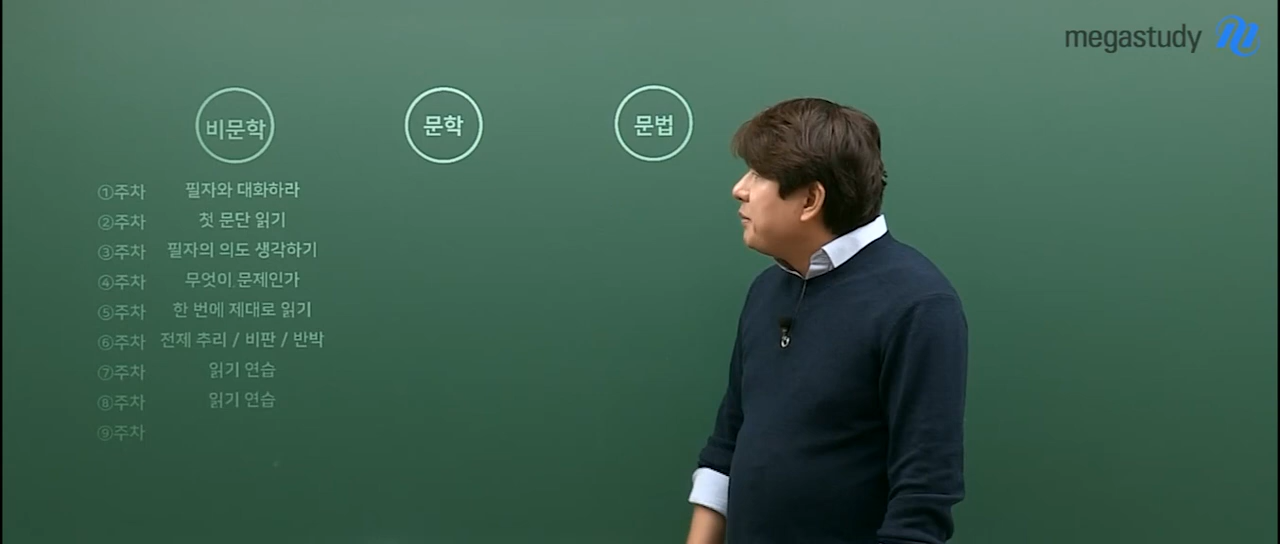 megastudy
비문학 문학 문법
①주차 필자와 대화하라
②주차 첫 문단 읽기
③주차 필자의 의도 생각하기
④주차 무엇이 문제인가
⑤주차 한 번에 제대로 읽기
⑥주차 전제 추리 / 비판 / 반박
⑦주차 읽기 연습
⑧주차 읽기 연습
⑨주차